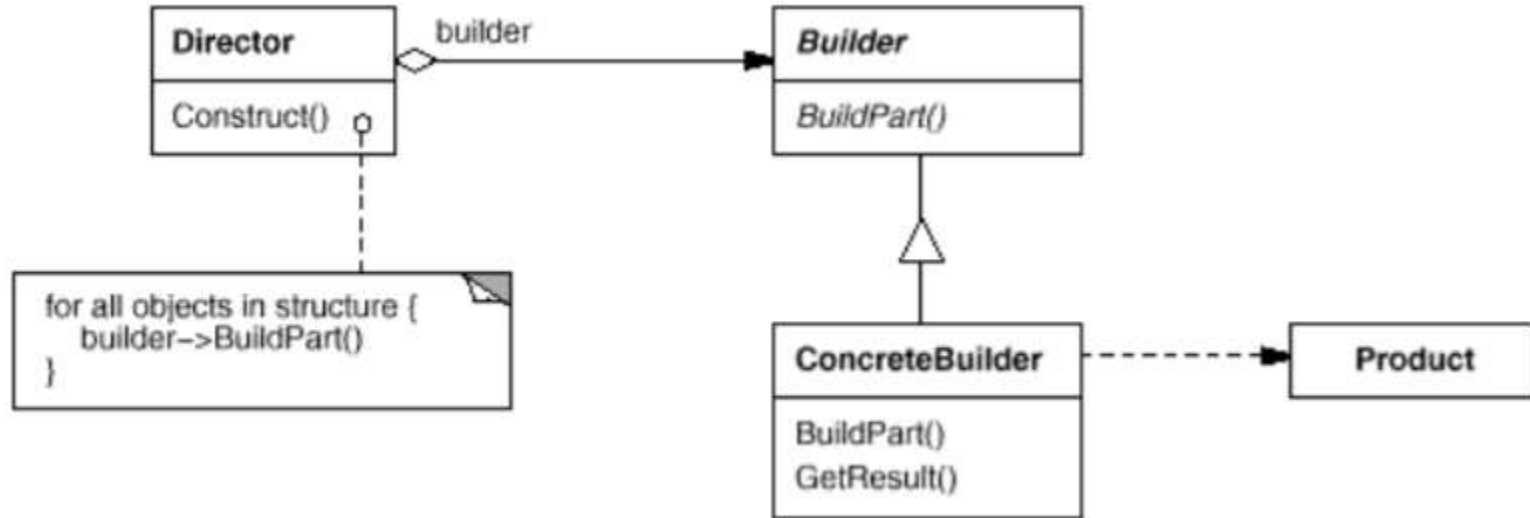 Director
builder
Builder
Construct()
BuildPart()
for all objects in structure {
builder->BuildPart()
}
ConcreteBuilder
Product
BuildPart()
GetResult()